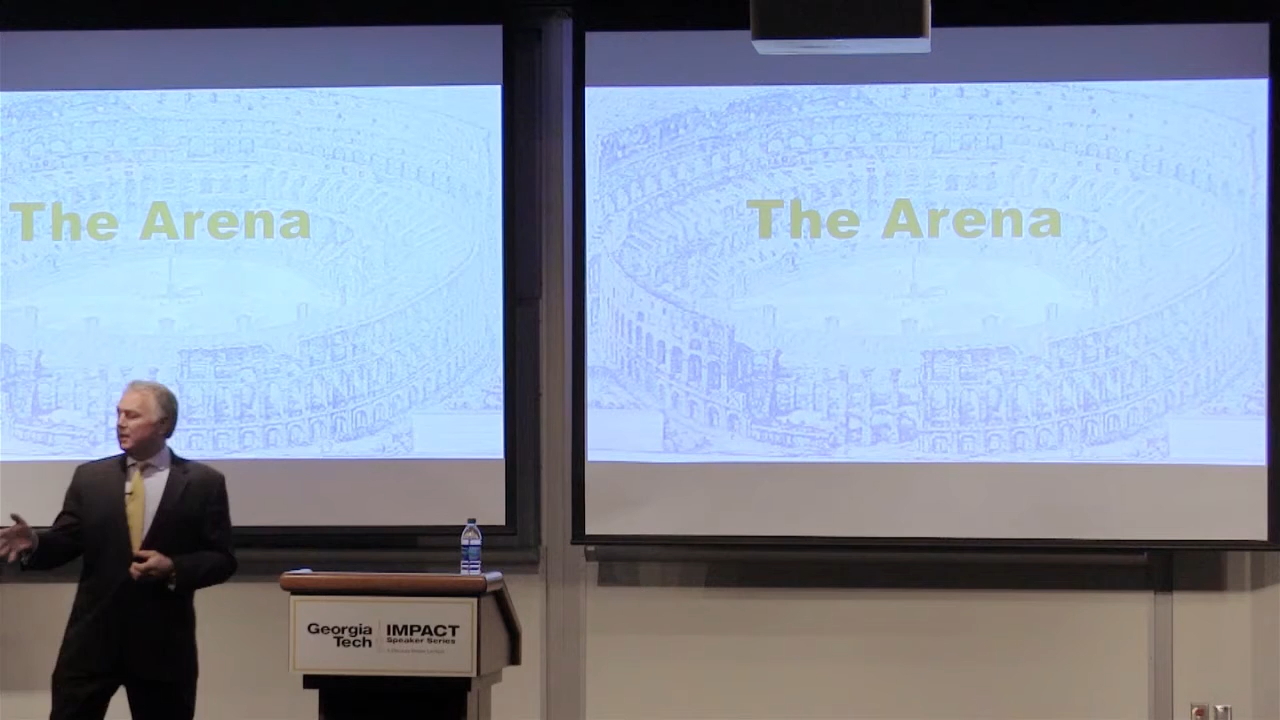 The Arena
The Arena
Georgia
Tech
IMPACT
Speaker Series